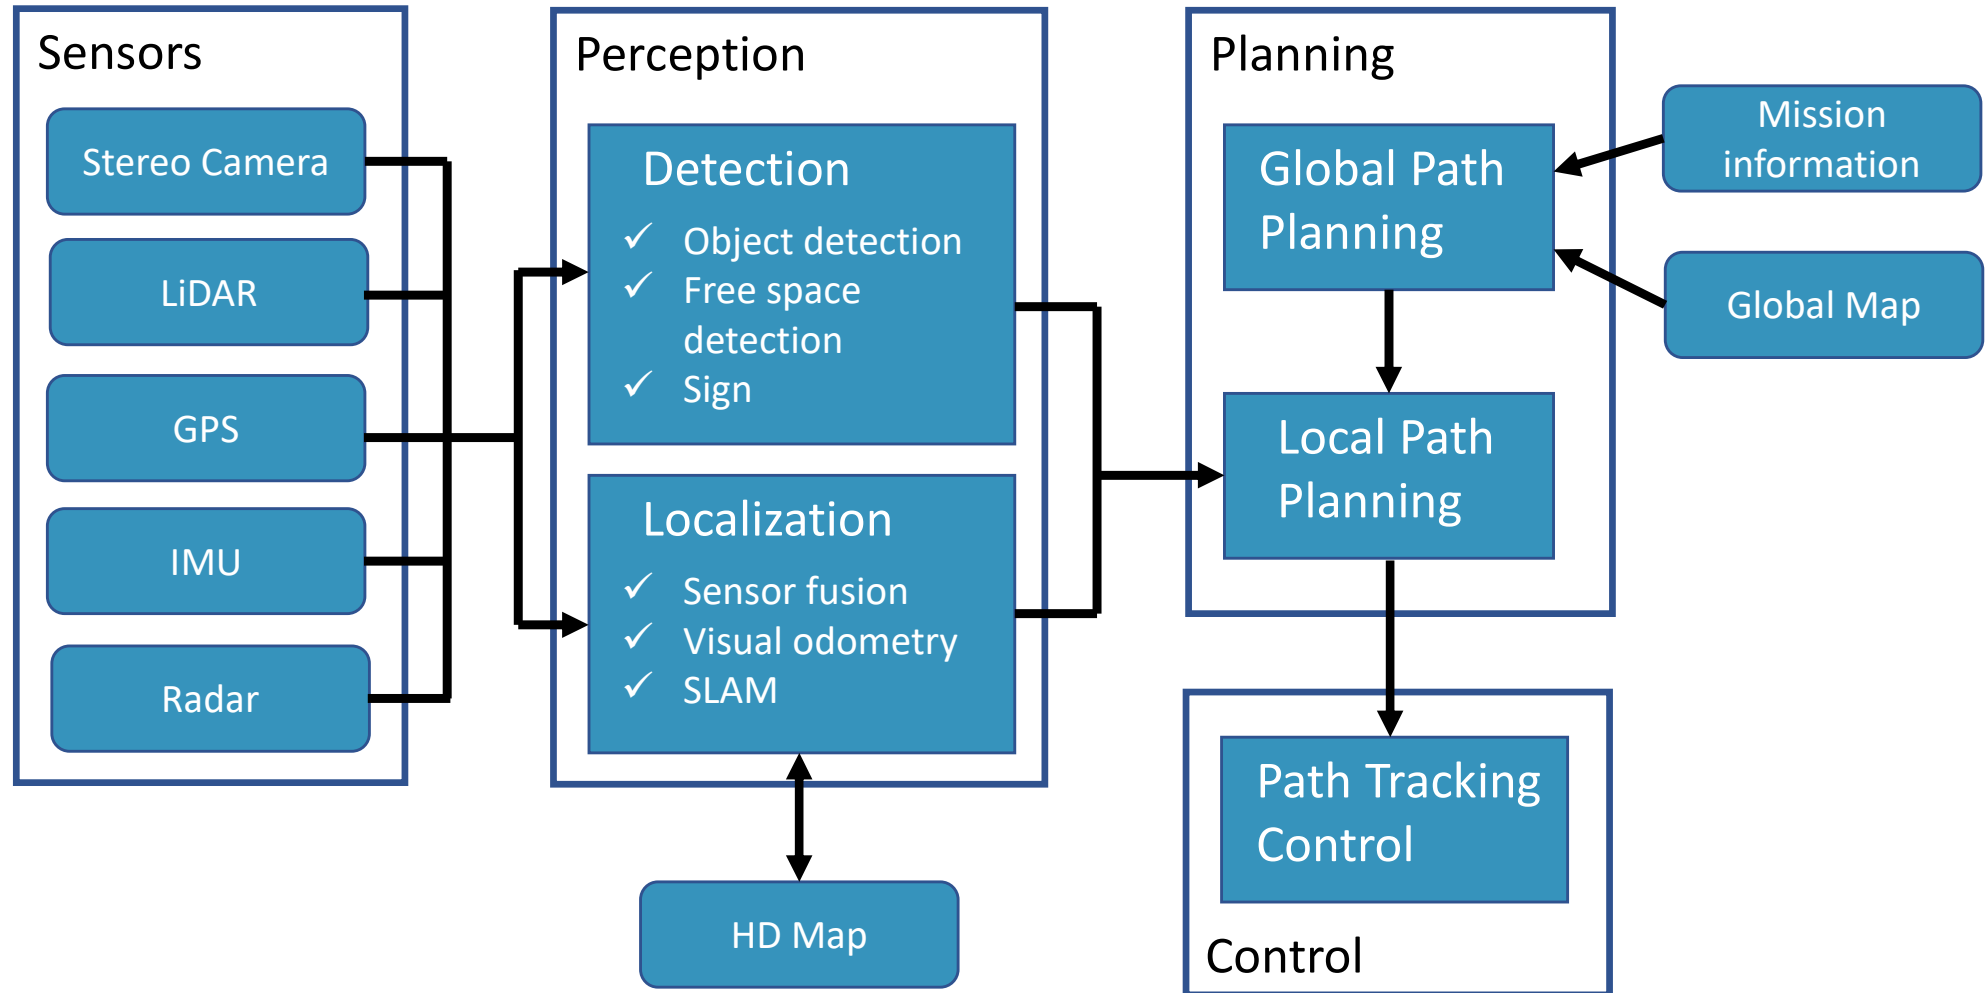 Sensors
Stereo Camera
LiDAR
GPS
IMU
Radar
Perception
Detection
✓ Object detection
✓ Free space
detection
✓ Sign
Localization
✓ Sensor fusion
✓ Visual odometry
✓ SLAM
HD Map
Planning
Global Path
Planning
Local Path
Planning
Mission
information
Global Map
Path Tracking
Control
Control